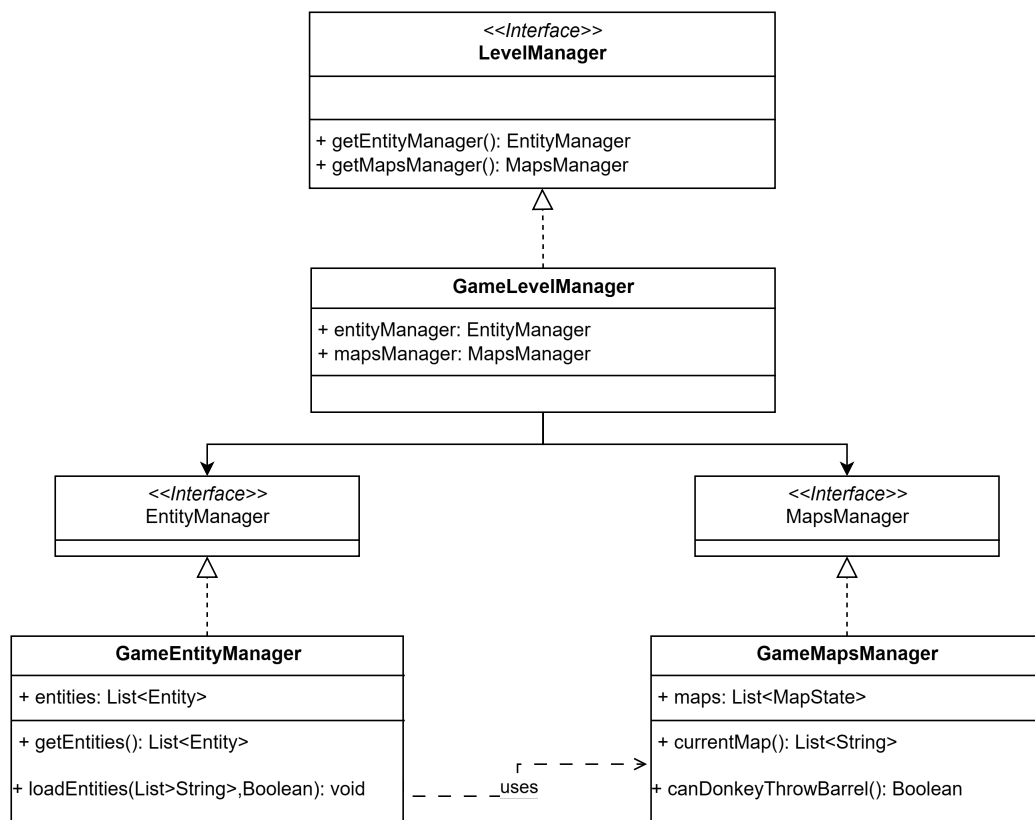 <<Interface>>
LevelManager
+ getEntityManager(): EntityManager
+ getMapsManager(): MapsManager
GameLevelManager
+ entityManager: EntityManager
+ mapsManager: MapsManager
<<Interface>>
EntityManager
<<Interface>>
MapsManager
GameEntityManager
+ entities: List<Entity>
+ getEntities(): List<Entity>
+ loadEntities(List>String>,Boolean): void
uses
GameMapsManager
+ maps: List<MapState>
+ currentMap(): List<String>
+ canDonkeyThrowBarrel(): Boolean